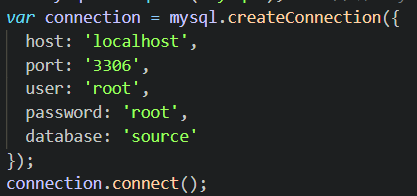 var connection = mysql.createConnection({
host: 'localhost',
port: '3306',
user: 'root',
password: 'root',
database: 'source'
});
connection.connect();